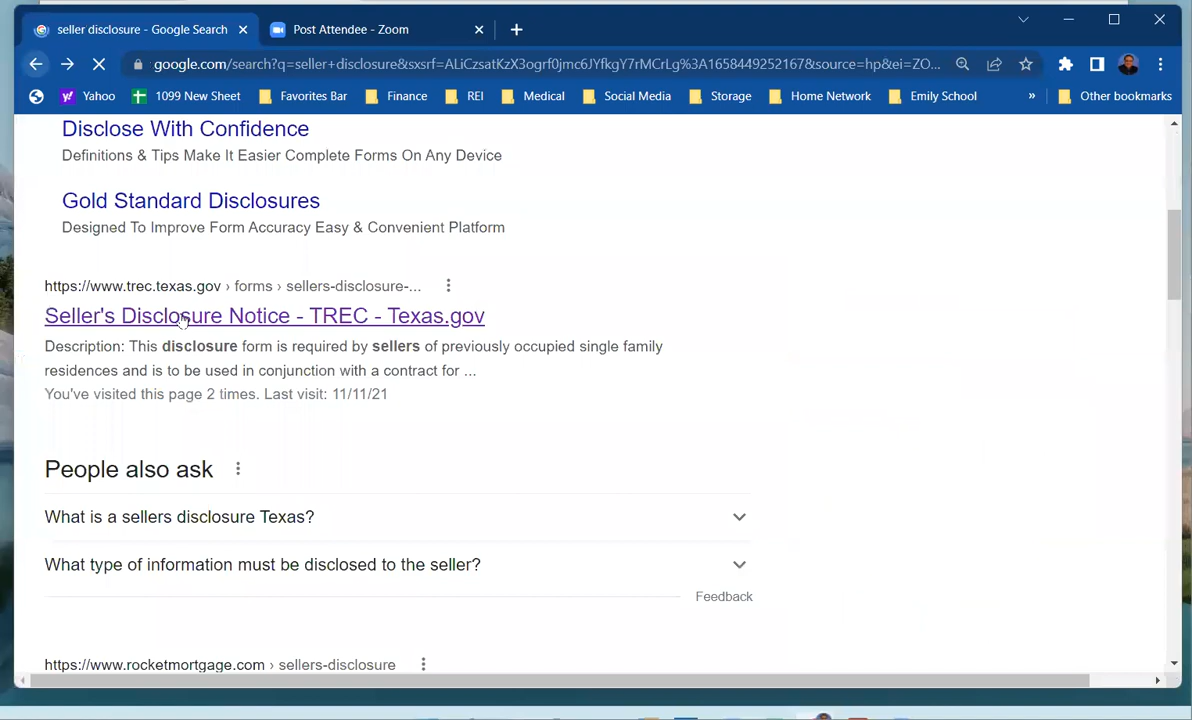 seller disclosure - Google Search
Post Attendee - Zoom
google.com/search?q=seller+disclosure&sxsrf=ALiCzsatKzX3ogrf0jmc6JYfkgY7rMCrLg%3A1658449252167&source=hp&ei=ZO...
Yahoo
1099 New Sheet
Favorites Bar
Finance
REI
Medical
Social Media
Storage
Home Network
Emily School
»
Other bookmarks
Disclose With Confidence
Definitions & Tips Make It Easier Complete Forms On Any Device
Gold Standard Disclosures
Designed To Improve Form Accuracy Easy & Convenient Platform
https://www.trec.texas.gov › forms › sellers-disclosure-...
Seller's Disclosure Notice - TREC - Texas.gov
Description: This disclosure form is required by sellers of previously occupied single family
residences and is to be used in conjunction with a contract for ...
You've visited this page 2 times. Last visit: 11/11/21
People also ask
What is a sellers disclosure Texas?
What type of information must be disclosed to the seller?
Feedback
https://www.rocketmortgage.com › sellers-disclosure